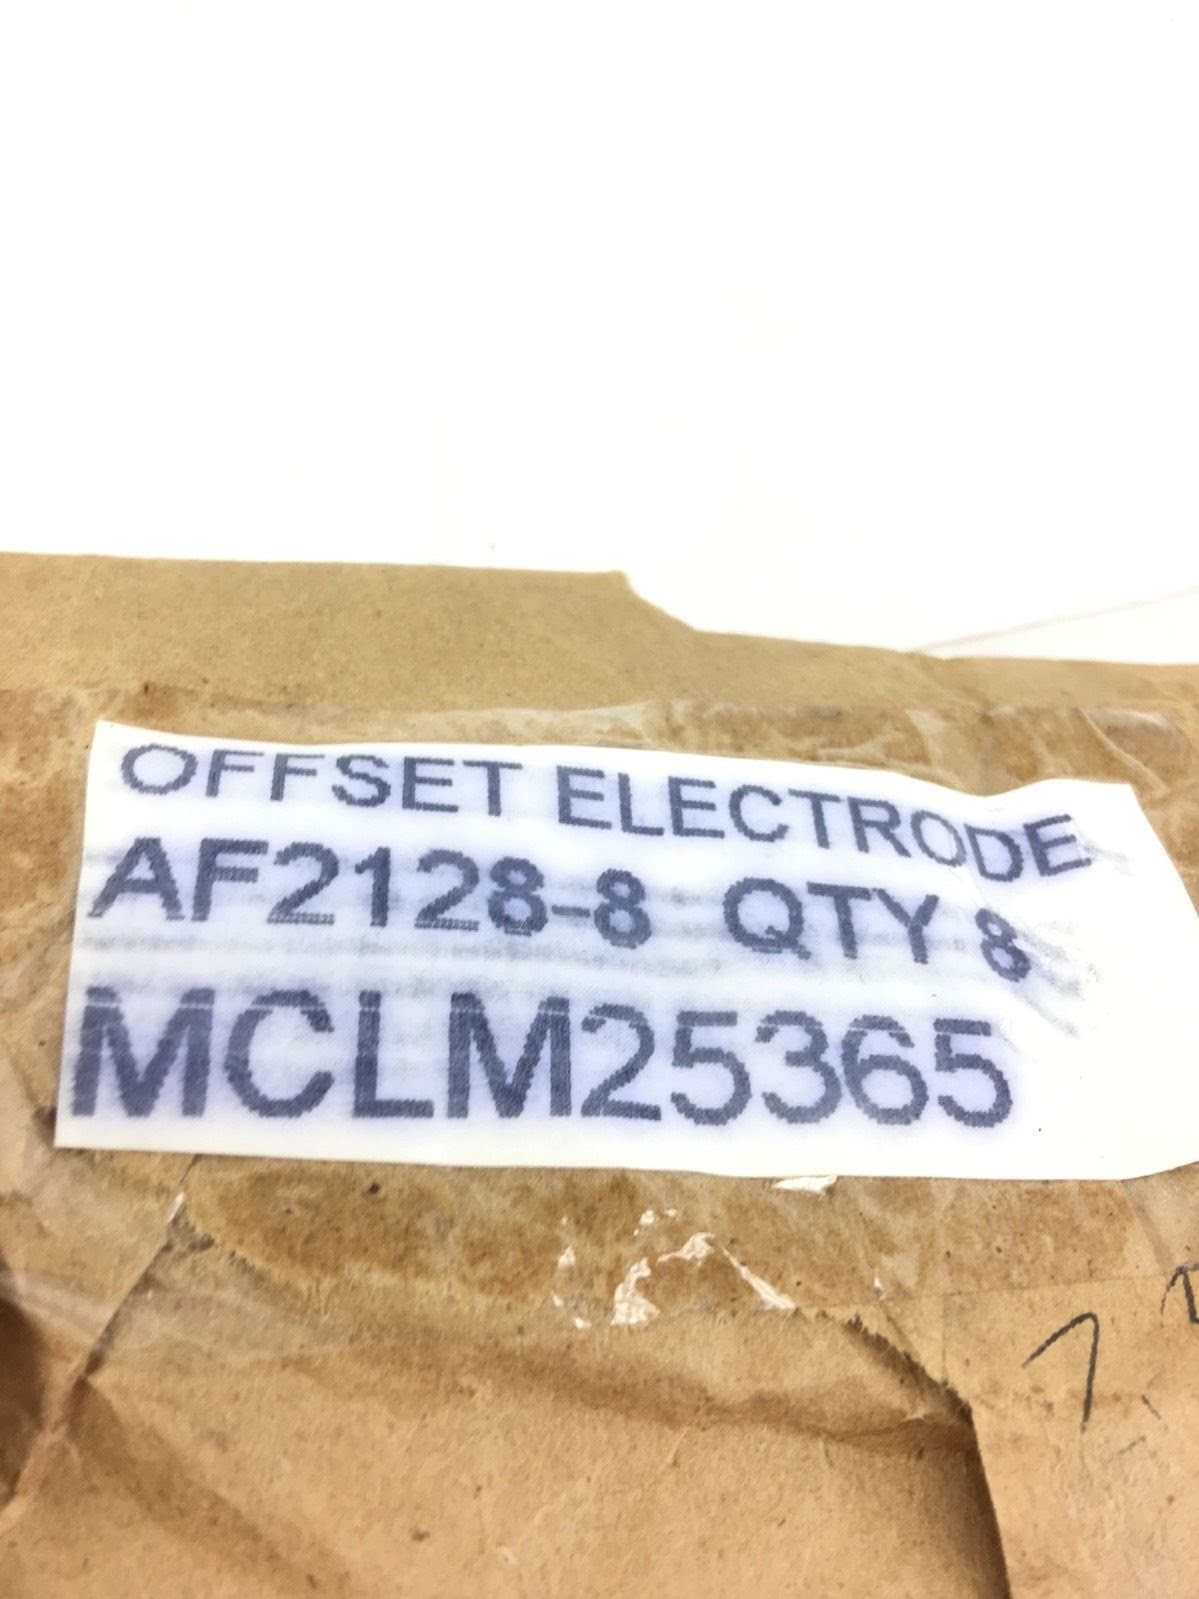 OFFSET ELECTRODE
AF2128-8 QTY 8
MCLM25365